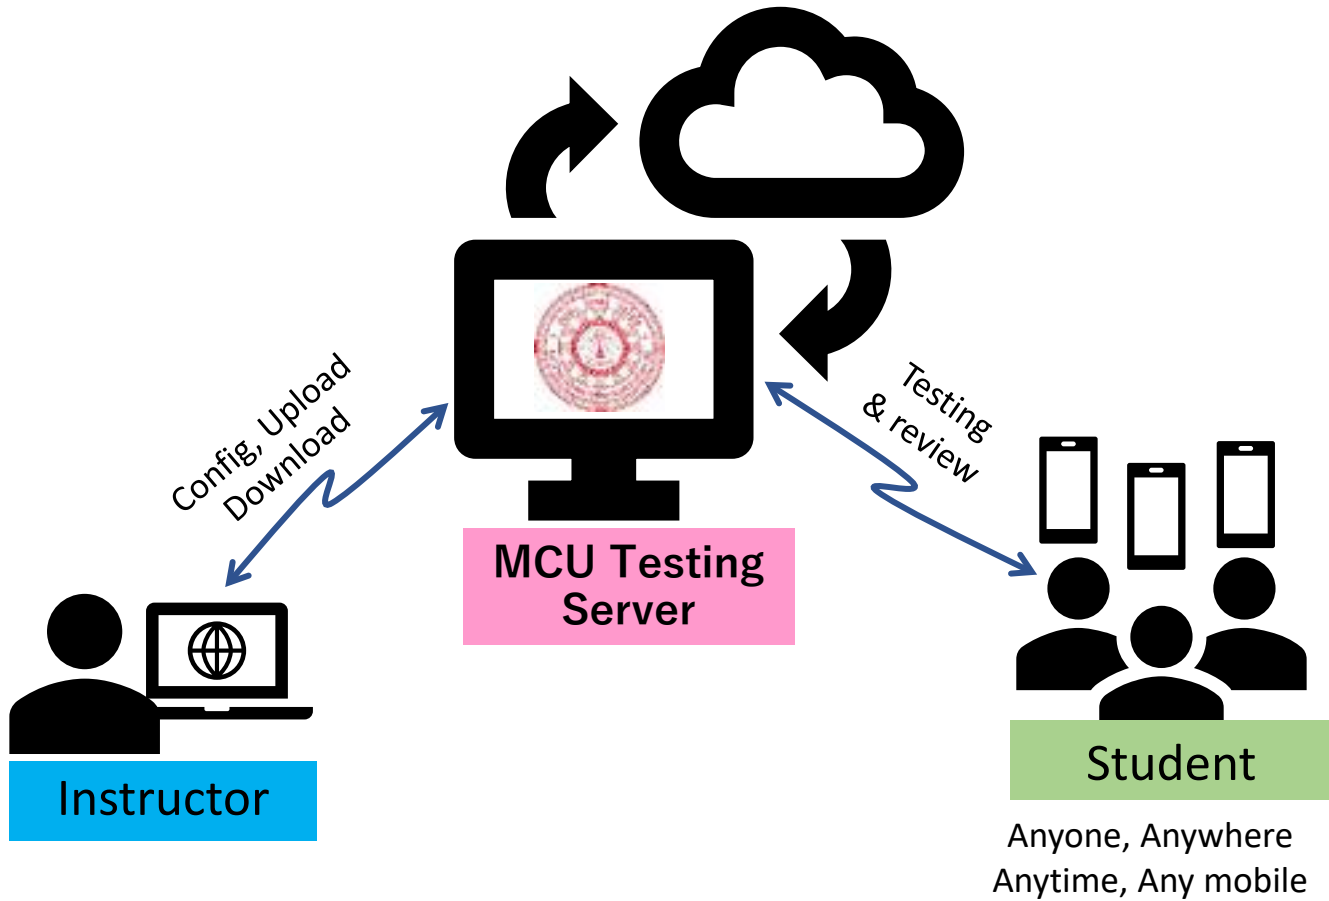 Config, Upload
Download
Testing
& review
MCU Testing
Server
Instructor
Student
Anyone, Anywhere
Anytime, Any mobile